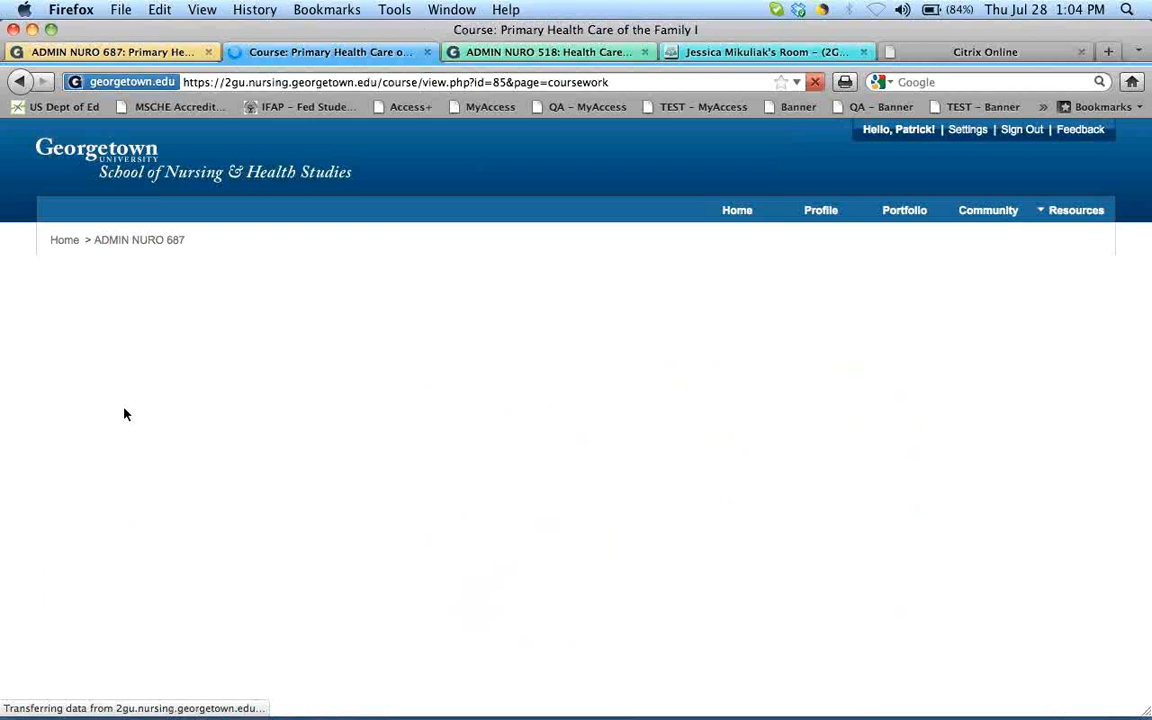 Firefox File Edit View History Bookmarks Tools Window Help (84%) Thu Jul 28 1:04 PM
Course: Primary Health Care of the Family I
ADMIN NURO 687: Primary He... Course: Primary Health Care o... ADMIN NURO 518: Health Care... Jessica Mikuliak's Room – (2G... Citrix Online
georgetown.edu https://2gu.nursing.georgetown.edu/course/view.php?id=85&page=coursework Google
US Dept of Ed MSCHE Accredit... IFAP – Fed Stude... Access+ MyAccess QA – MyAccess TEST – MyAccess Banner QA – Banner TEST – Banner » Bookmarks
Hello, Patrick! | Settings | Sign Out | Feedback
Georgetown
UNIVERSITY
School of Nursing & Health Studies
Home Profile Portfolio Community Resources
Home > ADMIN NURO 687
Transferring data from 2gu.nursing.georgetown.edu...